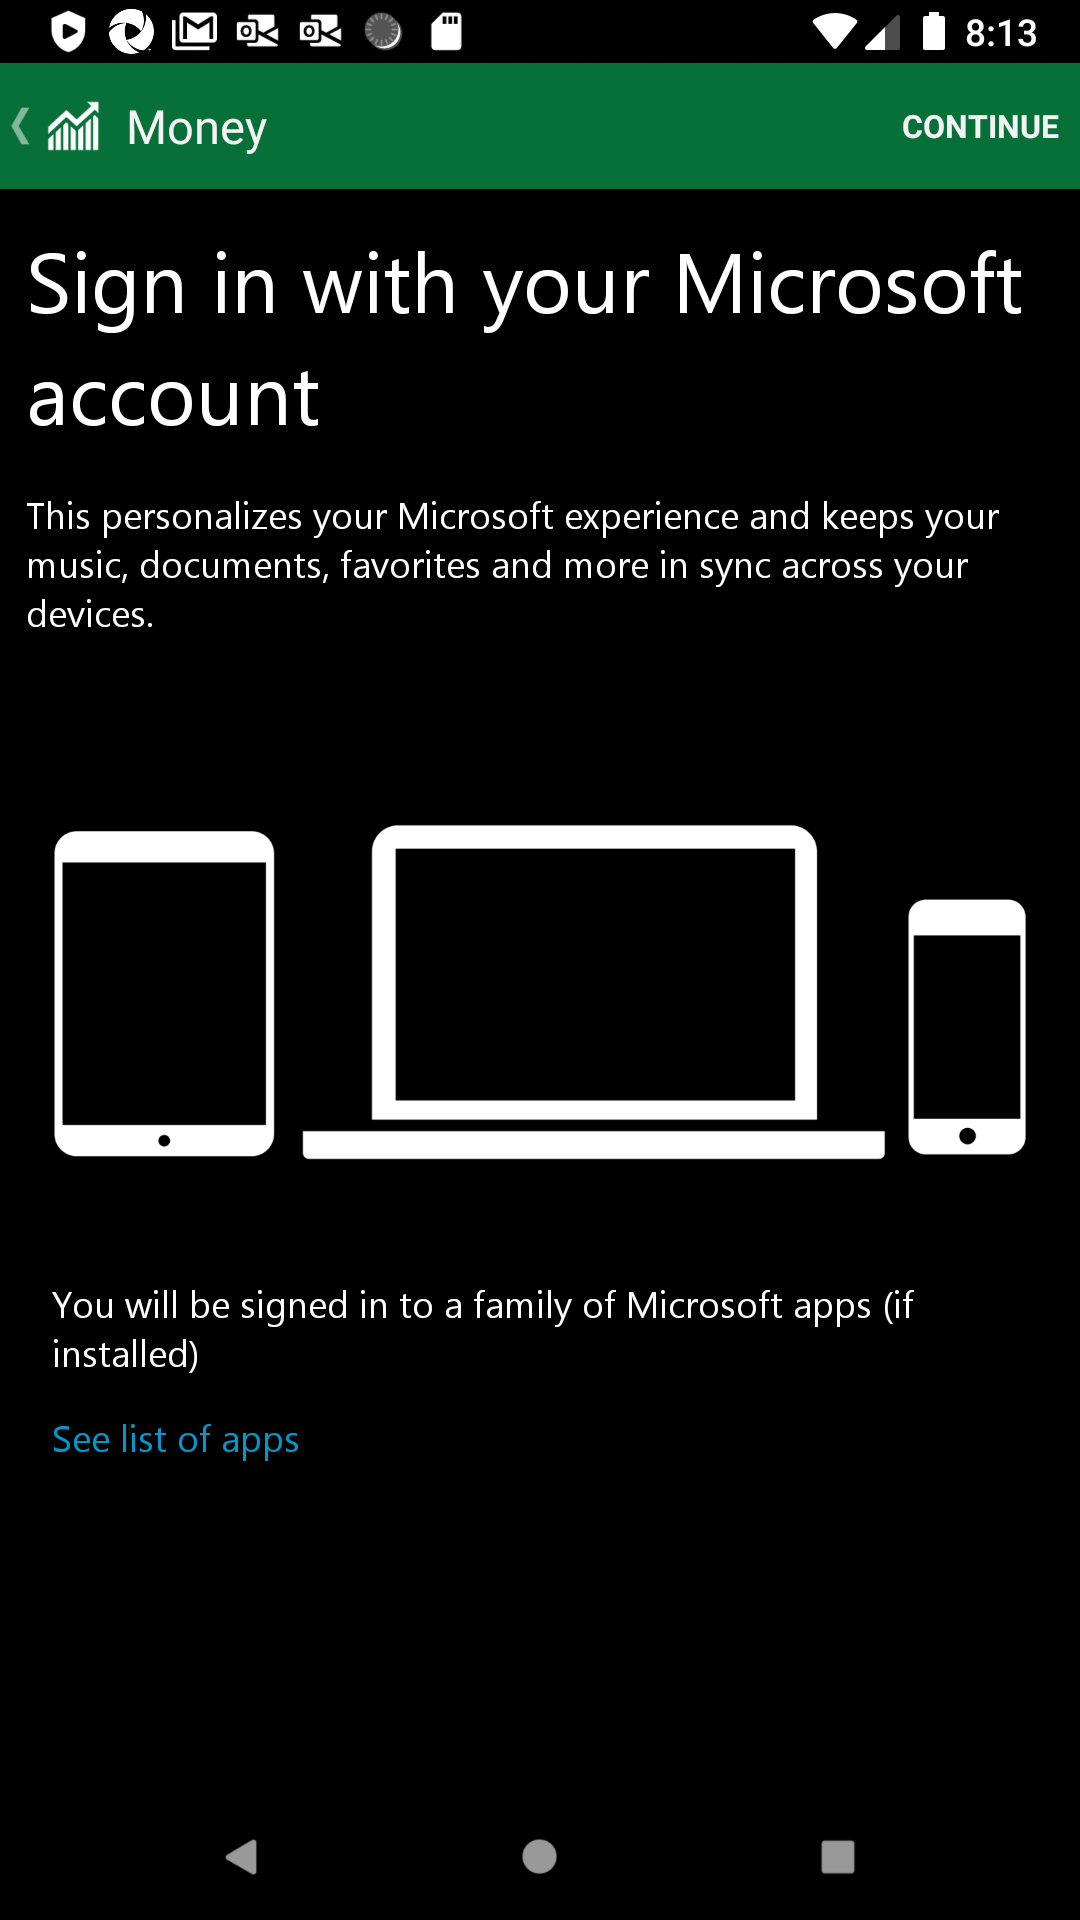 8:13
Money
CONTINUE
Sign in with your Microsoft
account
This personalizes your Microsoft experience and keeps your
music, documents, favorites and more in sync across your
devices.
You will be signed in to a family of Microsoft apps (if
installed)
See list of apps